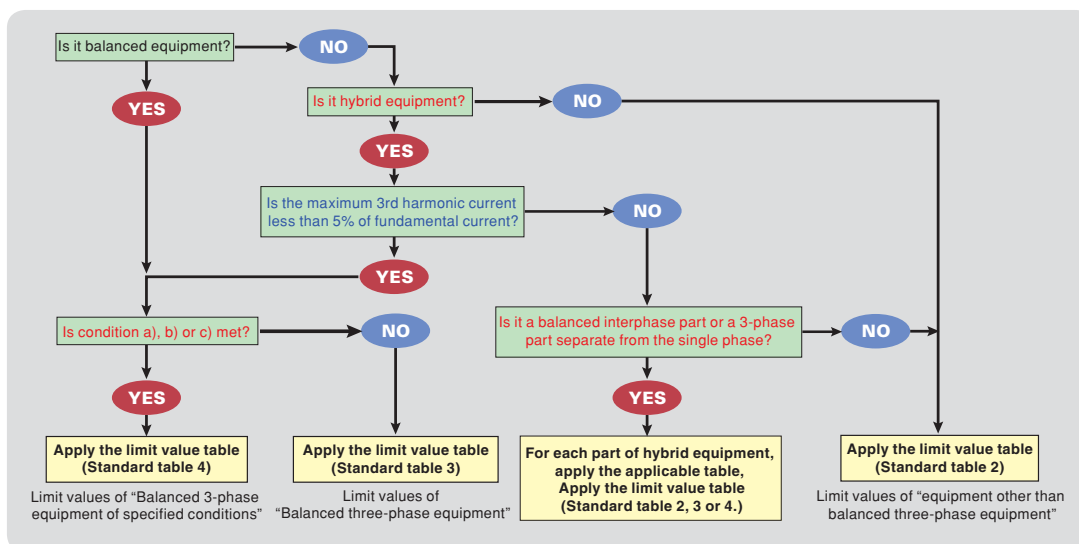 Is it balanced equipment?
NO
YES
Is it hybrid equipment?
NO
YES
Is the maximum 3rd harmonic current
less than 5% of fundamental current?
NO
YES
Is condition a), b) or c) met?
NO
Is it a balanced interphase part or a 3-phase
part separate from the single phase?
NO
YES
YES
Apply the limit value table
(Standard table 4)
Limit values of “Balanced 3-phase
equipment of specified conditions”
Apply the limit value table
(Standard table 3)
Limit values of
“Balanced three-phase equipment”
For each part of hybrid equipment,
apply the applicable table,
Apply the limit value table
(Standard table 2, 3 or 4.)
Apply the limit value table
(Standard table 2)
Limit values of “equipment other than
balanced three-phase equipment”